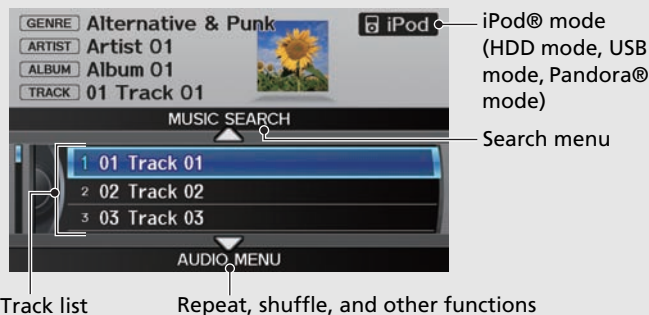 GENRE Alternative & Punk
ARTIST Artist 01
ALBUM Album 01
TRACK 01 Track 01
iPod
MUSIC SEARCH
1 01 Track 01
2 02 Track 02
3 03 Track 03
AUDIO MENU
iPod® mode
(HDD mode, USB
mode, Pandora®
mode)
Search menu
Track list
Repeat, shuffle, and other functions